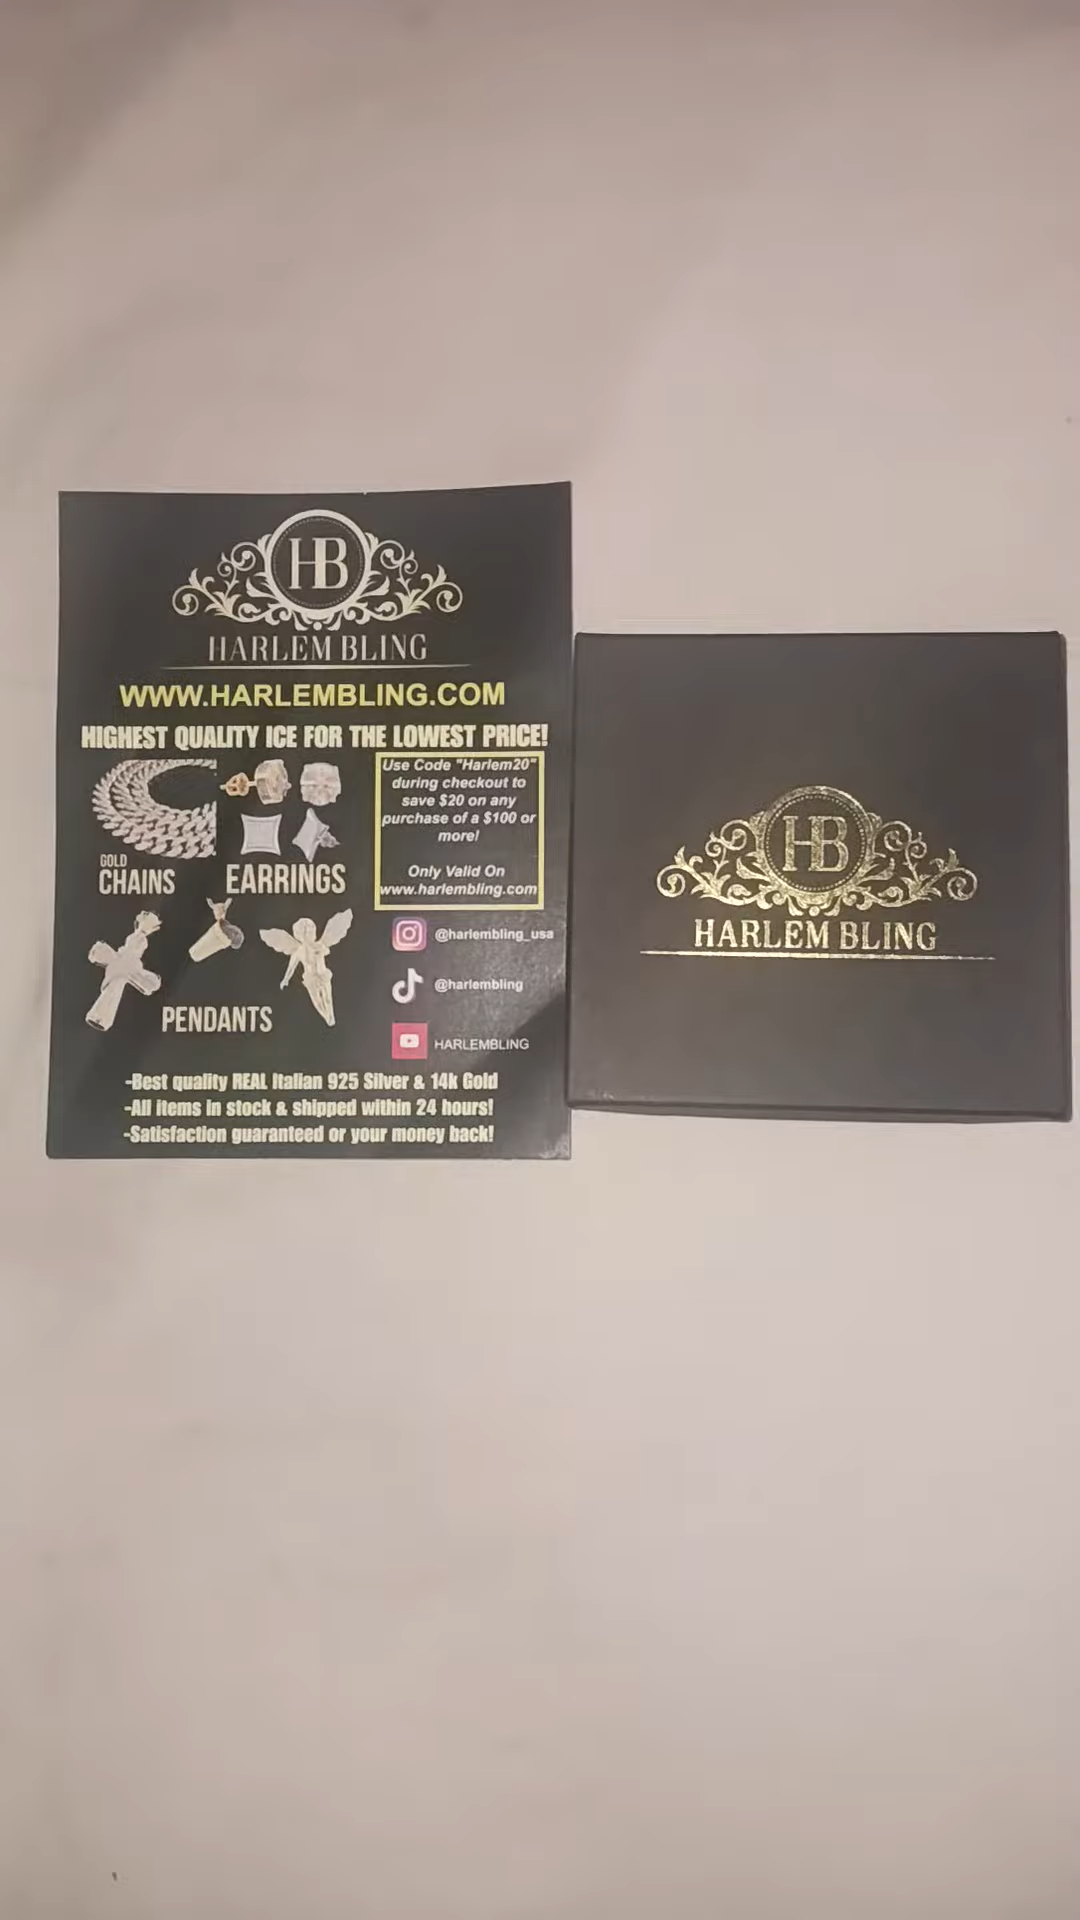 HB
HARLEM BLING
WWW.HARLEMBLING.COM
HIGHEST QUALITY ICE FOR THE LOWEST PRICE!
Use Code "Harlem20"
during checkout to
save $20 on any
purchase of a $100 or
more!
Only Valid On
www.harlembling.com
GOLD
CHAINS
EARRINGS
PENDANTS
@harlembling_usa
@harlembling
HARLEMBLING
-Best quality REAL Italian 925 Silver & 14k Gold
-All items in stock & shipped within 24 hours!
-Satisfaction guaranteed or your money back!
HB
HARLEM BLING